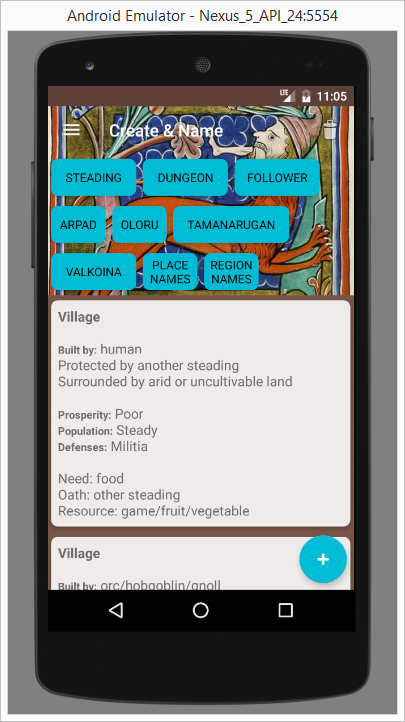 Android Emulator - Nexus_5_API_24:5554
LTE 11:05
Create & Name
STEADING DUNGEON FOLLOWER
ARPAD OLORU TAMANARUGAN
VALKOINA PLACE NAMES REGION NAMES
Village
Built by: human
Protected by another steading
Surrounded by arid or uncultivable land
Prosperity: Poor
Population: Steady
Defenses: Militia
Need: food
Oath: other steading
Resource: game/fruit/vegetable
Village
Built by: orc/hobgoblin/gnoll